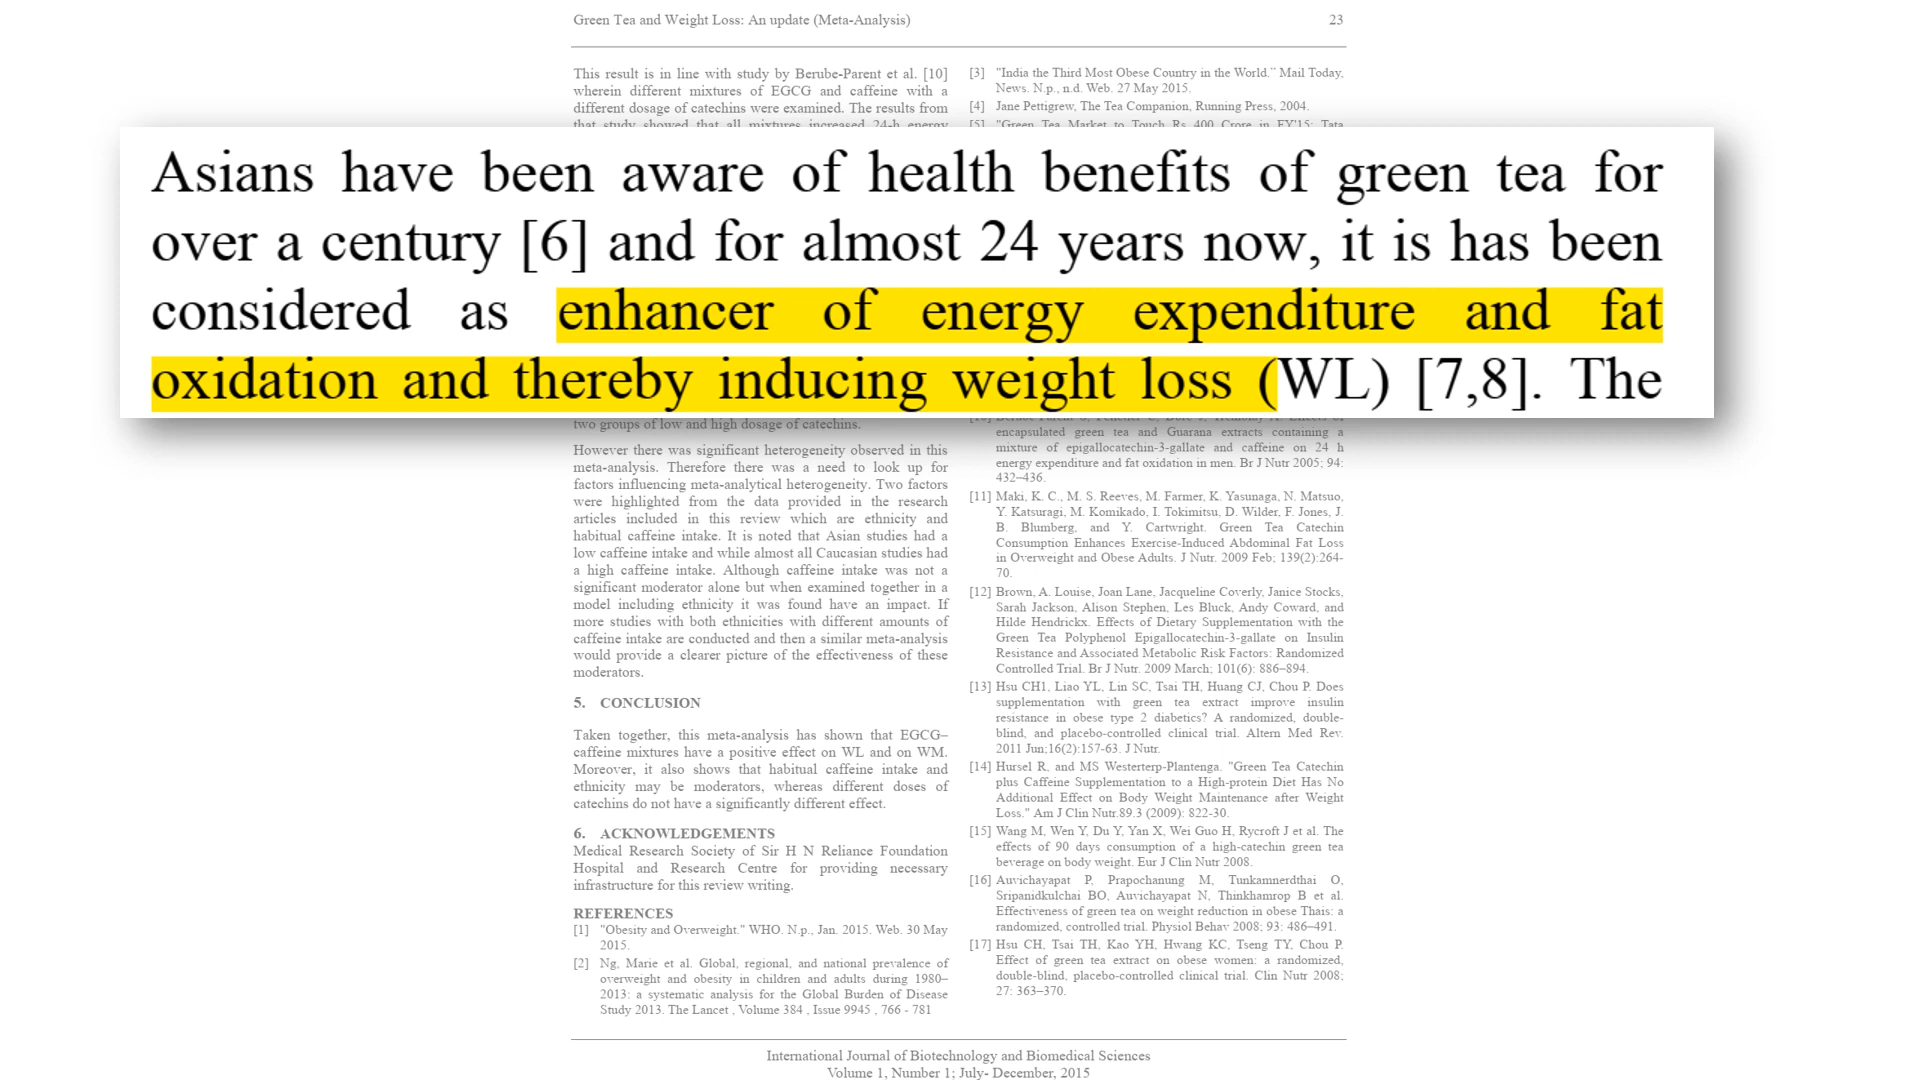 Green Tea and Weight Loss: An update (Meta-Analysis) 23
This result is in line with study by Berube-Parent et al. [10]
wherein different mixtures of EGCG and caffeine with a
different dosage of catechins were examined. The results from
that study showed that all mixtures increased 24-h energy
[3] "India the Third Most Obese Country in the World." Mail Today,
News. N.p., n.d. Web. 27 May 2015.
[4] Jane Pettigrew, The Tea Companion, Running Press, 2004.
[5] "Green Tea Market to Touch Rs 400 Crore in FY'15: Tata
Asians have been aware of health benefits of green tea for
over a century [6] and for almost 24 years now, it is has been
considered as enhancer of energy expenditure and fat
oxidation and thereby inducing weight loss (WL) [7,8]. The
two groups of low and high dosage of catechins.
However there was significant heterogeneity observed in this
meta-analysis. Therefore there was a need to look up for
factors influencing meta-analytical heterogeneity. Two factors
were highlighted from the data provided in the research
articles included in this review which are ethnicity and
habitual caffeine intake. It is noted that Asian studies had a
low caffeine intake and while almost all Caucasian studies had
a high caffeine intake. Although caffeine intake was not a
significant moderator alone but when examined together in a
model including ethnicity it was found have an impact. If
more studies with both ethnicities with different amounts of
caffeine intake are conducted and then a similar meta-analysis
would provide a clearer picture of the effectiveness of these
moderators.
5. CONCLUSION
Taken together, this meta-analysis has shown that EGCG–
caffeine mixtures have a positive effect on WL and on WM.
Moreover, it also shows that habitual caffeine intake and
ethnicity may be moderators, whereas different doses of
catechins do not have a significantly different effect.
6. ACKNOWLEDGEMENTS
Medical Research Society of Sir H N Reliance Foundation
Hospital and Research Centre for providing necessary
infrastructure for this review writing.
REFERENCES
[1] "Obesity and Overweight." WHO. N.p., Jan. 2015. Web. 30 May
2015.
[2] Ng, Marie et al. Global, regional, and national prevalence of
overweight and obesity in children and adults during 1980–
2013: a systematic analysis for the Global Burden of Disease
Study 2013. The Lancet , Volume 384 , Issue 9945 , 766 - 781
encapsulated green tea and Guarana extracts containing a
mixture of epigallocatechin-3-gallate and caffeine on 24 h
energy expenditure and fat oxidation in men. Br J Nutr 2005; 94:
432–436.
[11] Maki, K. C., M. S. Reeves, M. Farmer, K. Yasunaga, N. Matsuo,
Y. Katsuragi, M. Komikado, I. Tokimitsu, D. Wilder, F. Jones, J.
B. Blumberg, and Y. Cartwright. Green Tea Catechin
Consumption Enhances Exercise-Induced Abdominal Fat Loss
in Overweight and Obese Adults. J Nutr. 2009 Feb; 139(2):264-
70.
[12] Brown, A. Louise, Joan Lane, Jacqueline Coverly, Janice Stocks,
Sarah Jackson, Alison Stephen, Les Bluck, Andy Coward, and
Hilde Hendrickx. Effects of Dietary Supplementation with the
Green Tea Polyphenol Epigallocatechin-3-gallate on Insulin
Resistance and Associated Metabolic Risk Factors: Randomized
Controlled Trial. Br J Nutr. 2009 March; 101(6): 886–894.
[13] Hsu CH1, Liao YL, Lin SC, Tsai TH, Huang CJ, Chou P. Does
supplementation with green tea extract improve insulin
resistance in obese type 2 diabetics? A randomized, double-
blind, and placebo-controlled clinical trial. Altern Med Rev.
2011 Jun;16(2):157-63. J Nutr.
[14] Hursel R, and MS Westerterp-Plantenga. "Green Tea Catechin
plus Caffeine Supplementation to a High-protein Diet Has No
Additional Effect on Body Weight Maintenance after Weight
Loss." Am J Clin Nutr.89.3 (2009): 822-30.
[15] Wang M, Wen Y, Du Y, Yan X, Wei Guo H, Rycroft J et al. The
effects of 90 days consumption of a high-catechin green tea
beverage on body weight. Eur J Clin Nutr 2008.
[16] Auvichayapat P, Prapochanung M, Tunkamnerdthai O,
Sripanidkulchai BO, Auvichayapat N, Thinkhamrop B et al.
Effectiveness of green tea on weight reduction in obese Thais: a
randomized, controlled trial. Physiol Behav 2008; 93: 486–491.
[17] Hsu CH, Tsai TH, Kao YH, Hwang KC, Tseng TY, Chou P.
Effect of green tea extract on obese women: a randomized,
double-blind, placebo-controlled clinical trial. Clin Nutr 2008;
27: 363–370.
International Journal of Biotechnology and Biomedical Sciences
Volume 1, Number 1; July- December, 2015